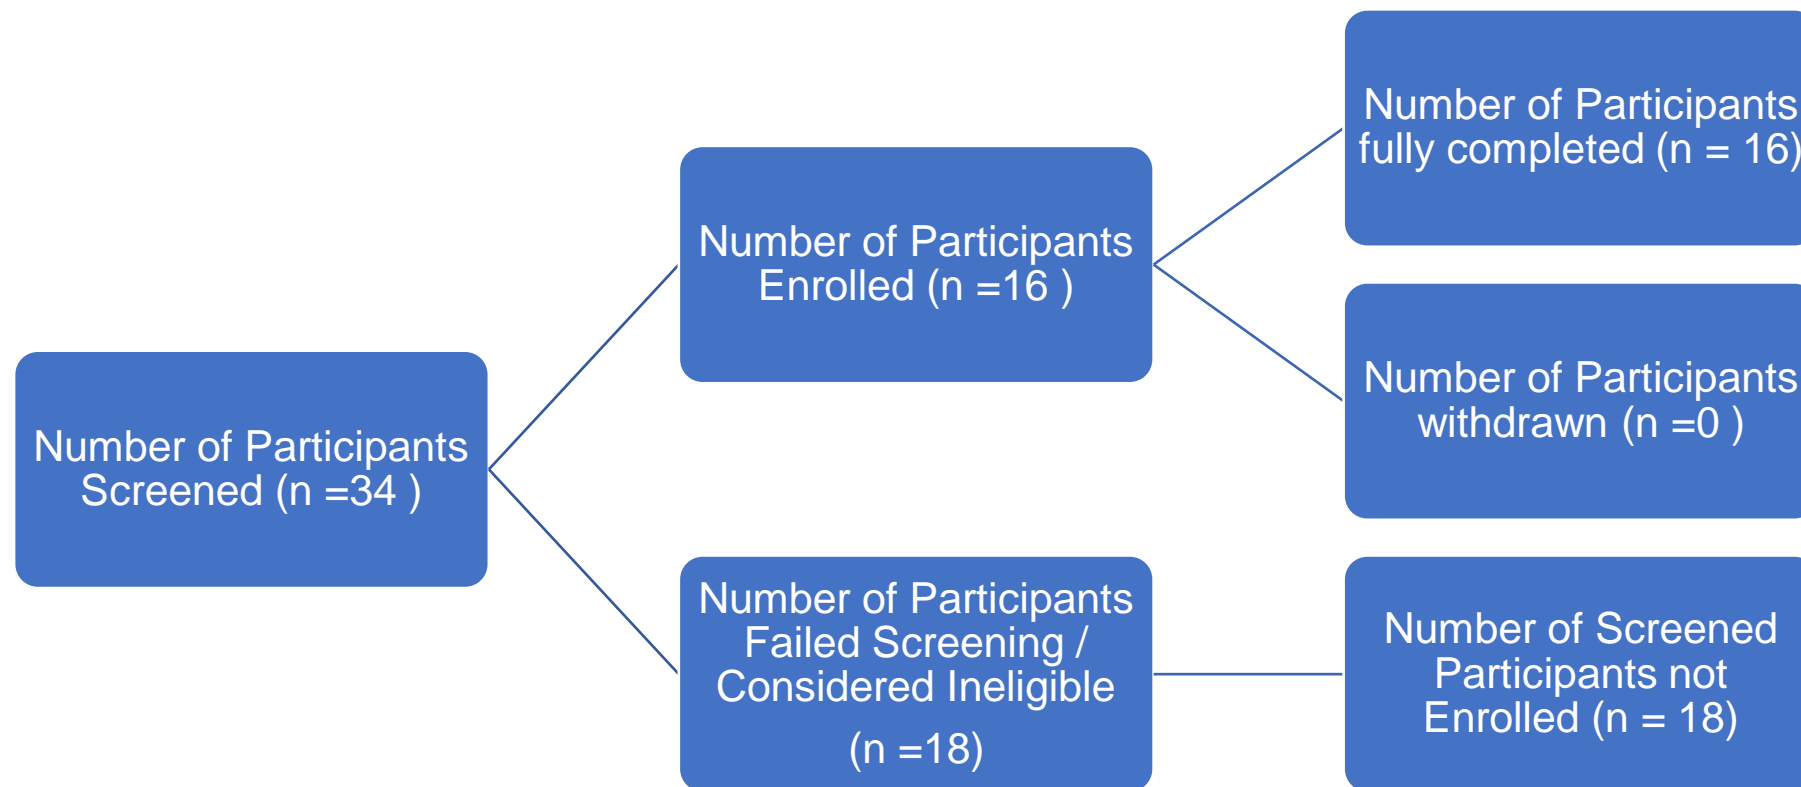 Number of Participants
Screened (n =34 )
Number of Participants
Enrolled (n =16 )
Number of Participants
Failed Screening /
Considered Ineligible
(n =18)
Number of Participants
fully completed (n = 16)
Number of Participants
withdrawn (n =0 )
Number of Screened
Participants not
Enrolled (n = 18)